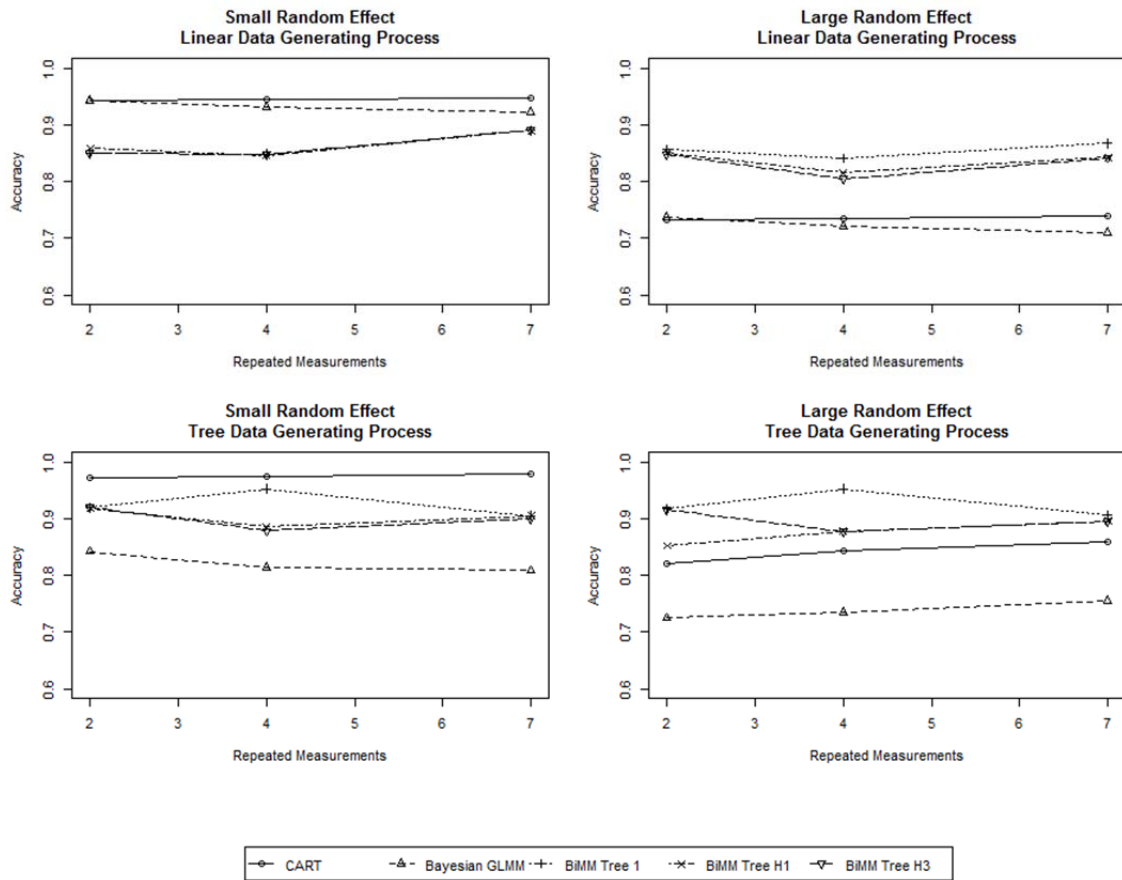 Small Random Effect
Linear Data Generating Process
Accuracy
1.0
0.9
0.8
0.7
0.6
2 3 4 5 6 7
Repeated Measurements
Large Random Effect
Linear Data Generating Process
Accuracy
1.0
0.9
0.8
0.7
0.6
2 3 4 5 6 7
Repeated Measurements
Small Random Effect
Tree Data Generating Process
Accuracy
1.0
0.9
0.8
0.7
0.6
2 3 4 5 6 7
Repeated Measurements
Large Random Effect
Tree Data Generating Process
Accuracy
1.0
0.9
0.8
0.7
0.6
2 3 4 5 6 7
Repeated Measurements
CART Bayesian GLMM BiMM Tree 1 BiMM Tree H1 BiMM Tree H3